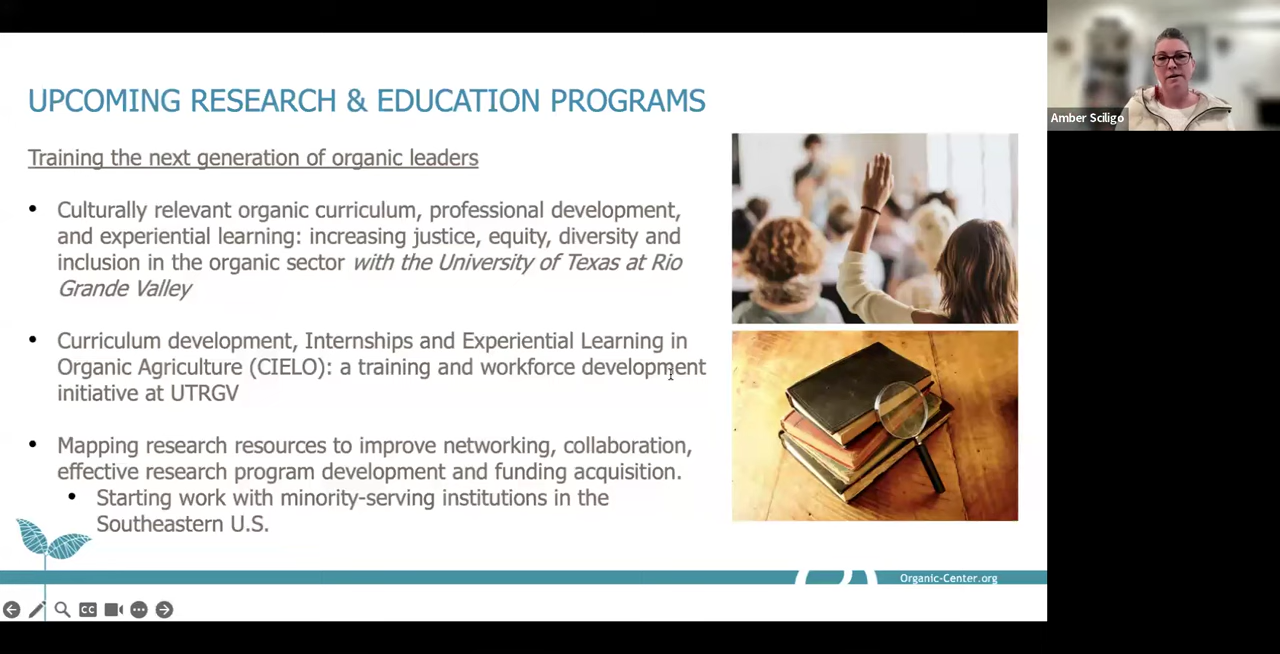 UPCOMING RESEARCH & EDUCATION PROGRAMS
Training the next generation of organic leaders
• Culturally relevant organic curriculum, professional development,
and experiential learning: increasing justice, equity, diversity and
inclusion in the organic sector with the University of Texas at Rio
Grande Valley
• Curriculum development, Internships and Experiential Learning in
Organic Agriculture (CIELO): a training and workforce development
initiative at UTRGV
• Mapping research resources to improve networking, collaboration,
effective research program development and funding acquisition.
• Starting work with minority-serving institutions in the
Southeastern U.S.
Organic-Center.org
CC
Amber Sciligo